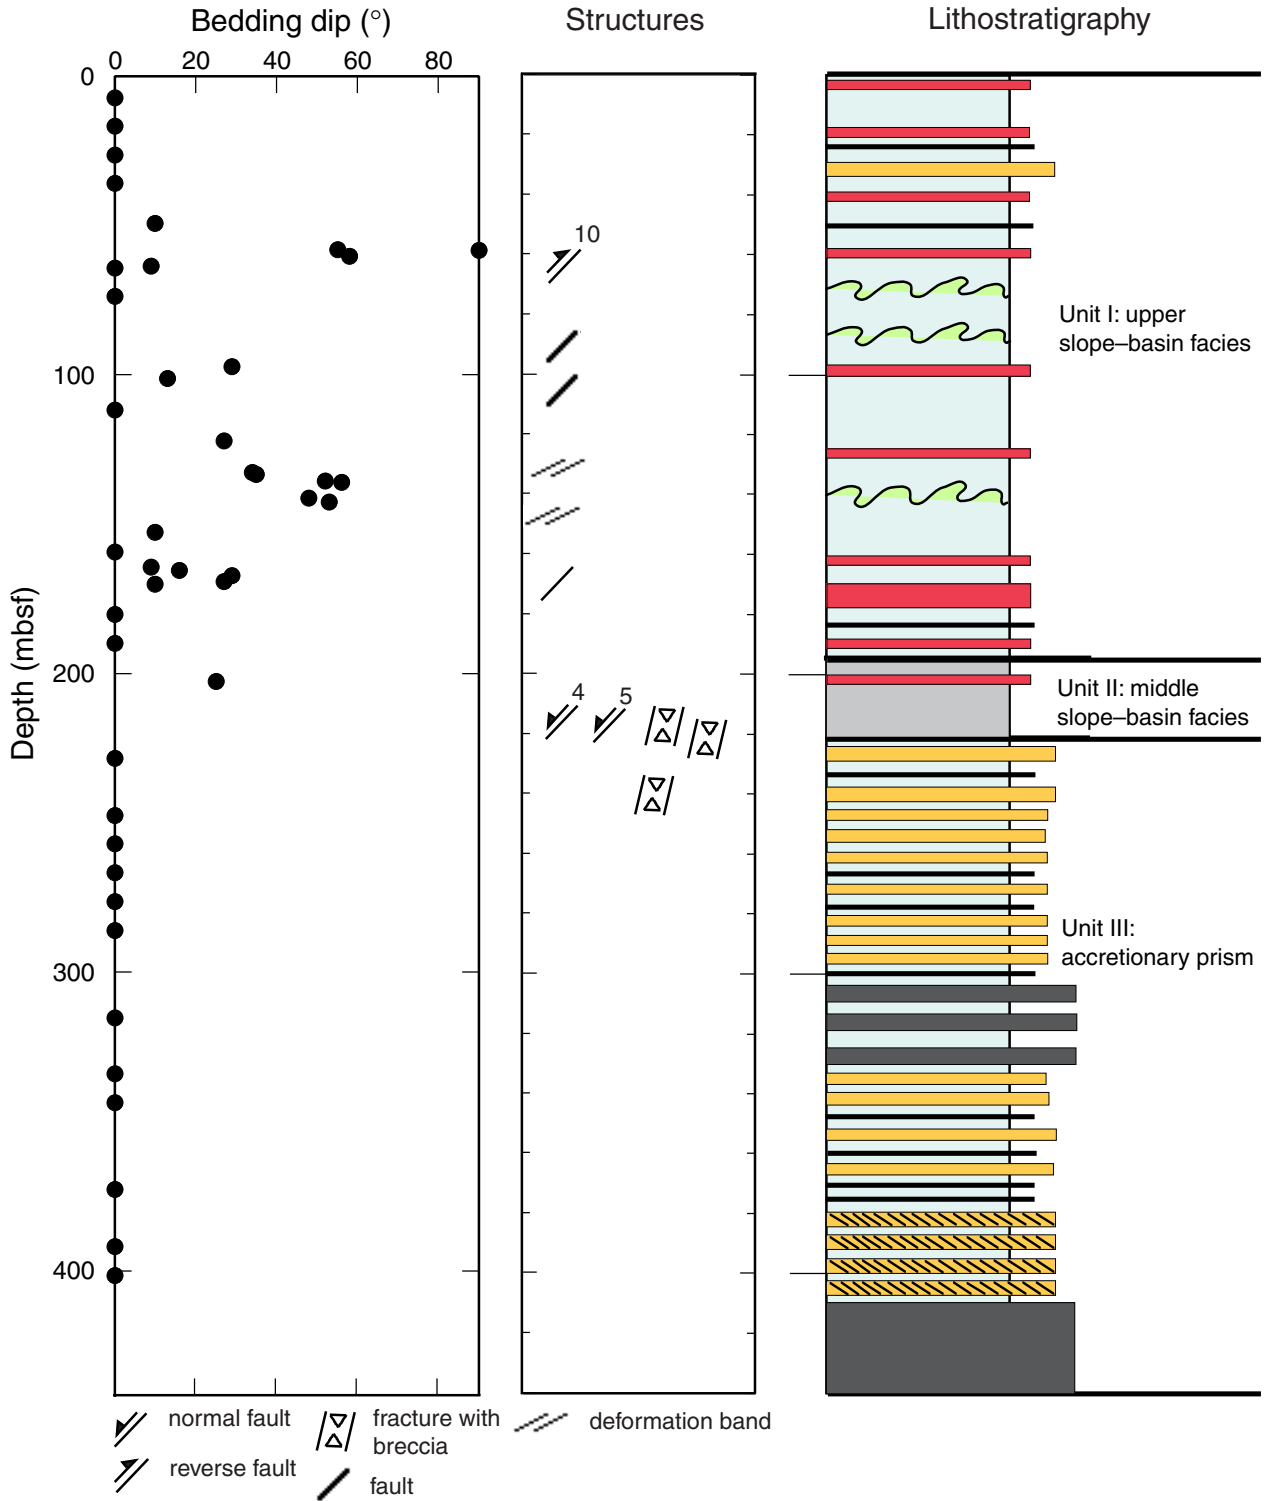 Bedding dip (°)
Structures
Lithostratigraphy
0 20 40 60 80
0
10
Unit I: upper
slope–basin facies
100
Depth (mbsf)
200
4 5
Unit II: middle
slope–basin facies
Unit III:
accretionary prism
300
400
normal fault
fracture with
breccia
deformation band
reverse fault
fault